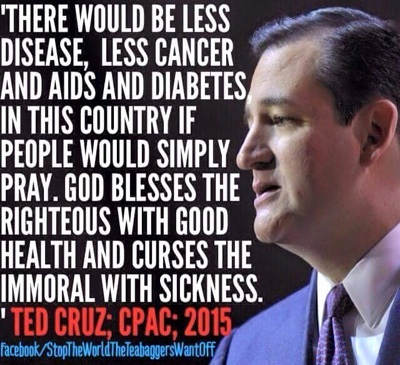 'THERE WOULD BE LESS
DISEASE, LESS CANCER
AND AIDS AND DIABETES
IN THIS COUNTRY IF
PEOPLE WOULD SIMPLY
PRAY. GOD BLESSES THE
RIGHTEOUS WITH GOOD
HEALTH AND CURSES THE
IMMORAL WITH SICKNESS.
' TED CRUZ; CPAC; 2015
Facebook/StopTheWorldTheTeabaggersWantOff